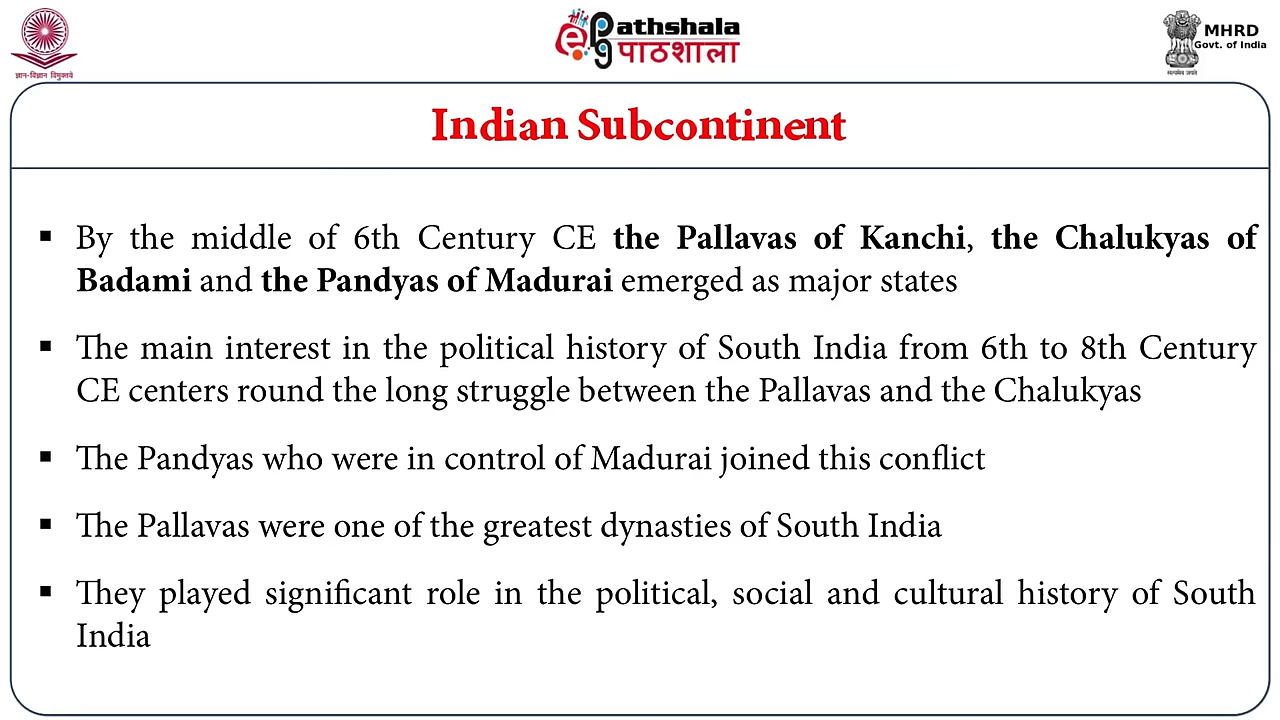 ज्ञान-विज्ञान विमुक्तये
ePathshala
पाठशाला
MHRD
Govt. of India
सत्यमेव जयते
Indian Subcontinent
▪ By the middle of 6th Century CE the Pallavas of Kanchi, the Chalukyas of
Badami and the Pandyas of Madurai emerged as major states
▪ The main interest in the political history of South India from 6th to 8th Century
CE centers round the long struggle between the Pallavas and the Chalukyas
▪ The Pandyas who were in control of Madurai joined this conflict
▪ The Pallavas were one of the greatest dynasties of South India
▪ They played significant role in the political, social and cultural history of South
India